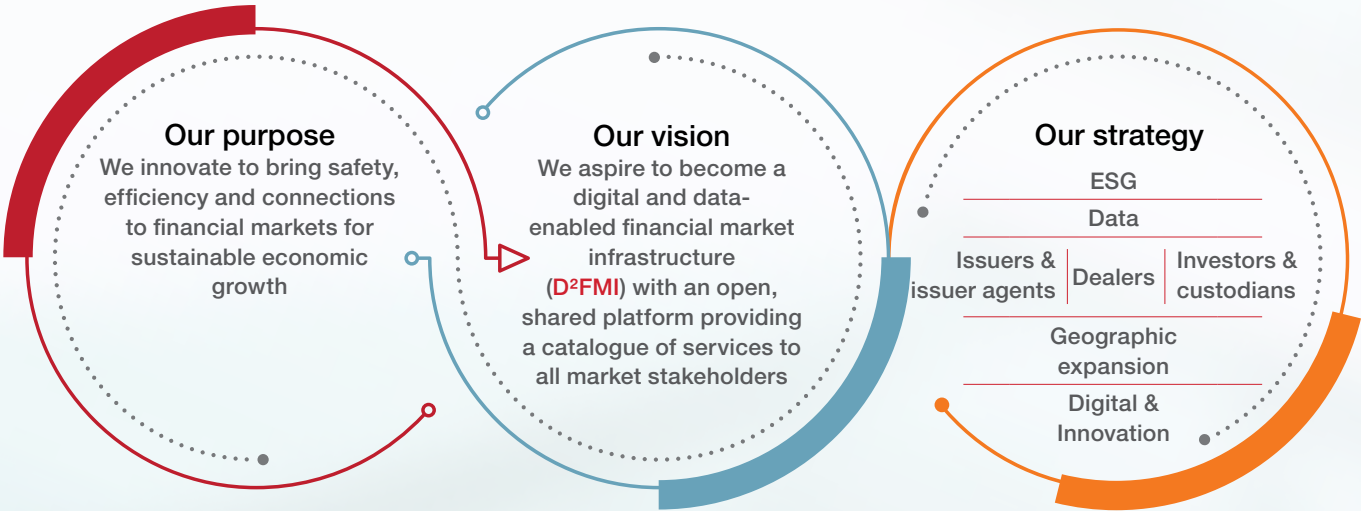 Our purpose
We innovate to bring safety,
efficiency and connections
to financial markets for
sustainable economic
growth
Our vision
We aspire to become a
digital and data-
enabled financial market
infrastructure
(D²FMI) with an open,
shared platform providing
a catalogue of services to
all market stakeholders
Our strategy
ESG
Data
Issuers &
issuer agents
Dealers
Investors &
custodians
Geographic
expansion
Digital &
Innovation